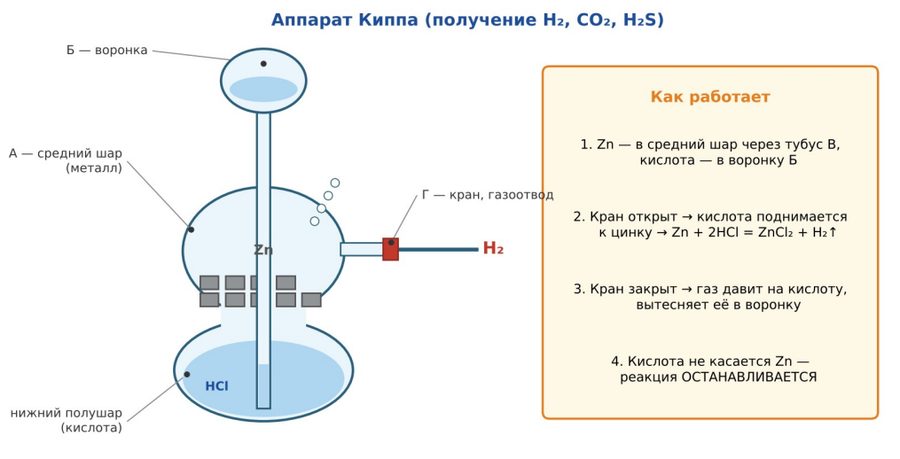 Аппарат Киппа (получение H₂, CO₂, H₂S)
Б — воронка
А — средний шар
(металл)
Г — кран, газоотвод
Zn
H₂
HCl
нижний полушар
(кислота)
Как работает
1. Zn — в средний шар через тубус В,
кислота — в воронку Б
2. Кран открыт → кислота поднимается
к цинку → Zn + 2HCl = ZnCl₂ + H₂↑
3. Кран закрыт → газ давит на кислоту,
вытесняет её в воронку
4. Кислота не касается Zn —
реакция ОСТАНАВЛИВАЕТСЯ